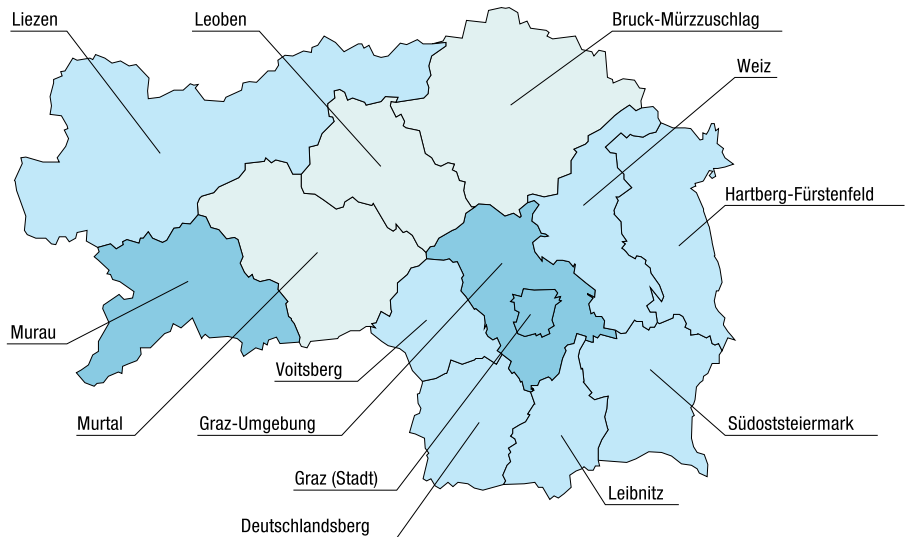 Liezen
Leoben
Bruck-Mürzzuschlag
Weiz
Hartberg-Fürstenfeld
Murau
Voitsberg
Murtal
Graz-Umgebung
Südoststeiermark
Graz (Stadt)
Leibnitz
Deutschlandsberg